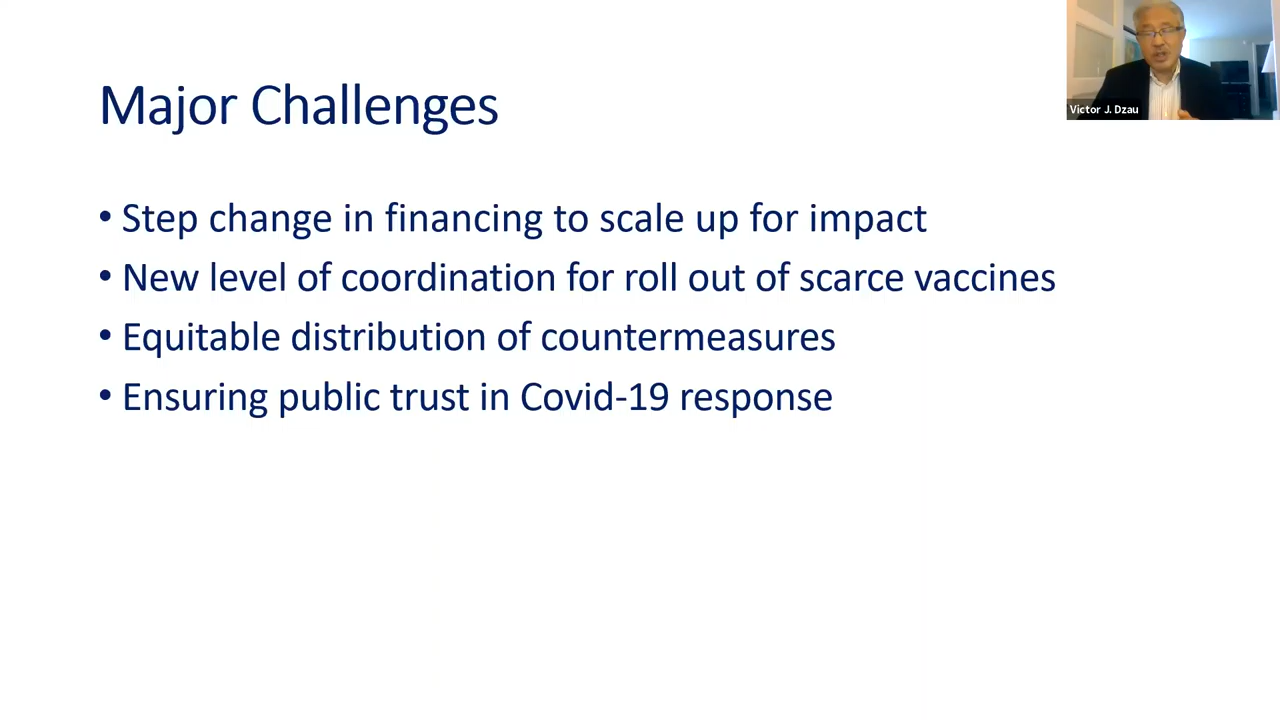 Major Challenges
Victor J. Dzau
• Step change in financing to scale up for impact
• New level of coordination for roll out of scarce vaccines
• Equitable distribution of countermeasures
• Ensuring public trust in Covid-19 response